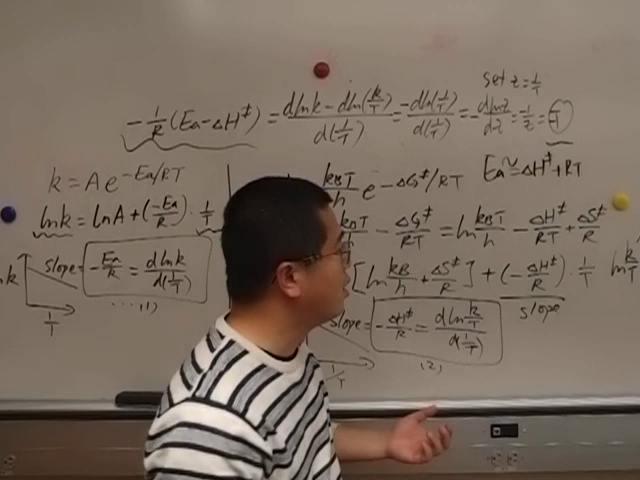 set z = 1/T
-1/R (Ea - ΔH‡) = (d ln k - d ln(k/T)) / d(1/T) = -d ln(1/T) / d(1/T) = -d ln z / dz = -1/z = -T
k = A e^(-Ea/RT)
kBT/h e^(-ΔG‡/RT)
Ea ≈ ΔH‡ + RT
ln k = ln A + (-Ea/R) · 1/T
kBT/h - ΔG‡/RT = ln kBT/h - ΔH‡/RT + ΔS‡/R
slope = -Ea/R = d ln k / d(1/T)
.....(1)
1/T
[ln kB/h + ΔS‡/R] + (-ΔH‡/R) · 1/T
slope
slope = -ΔH‡/R = d ln(k/T) / d(1/T)
(2)
1/T